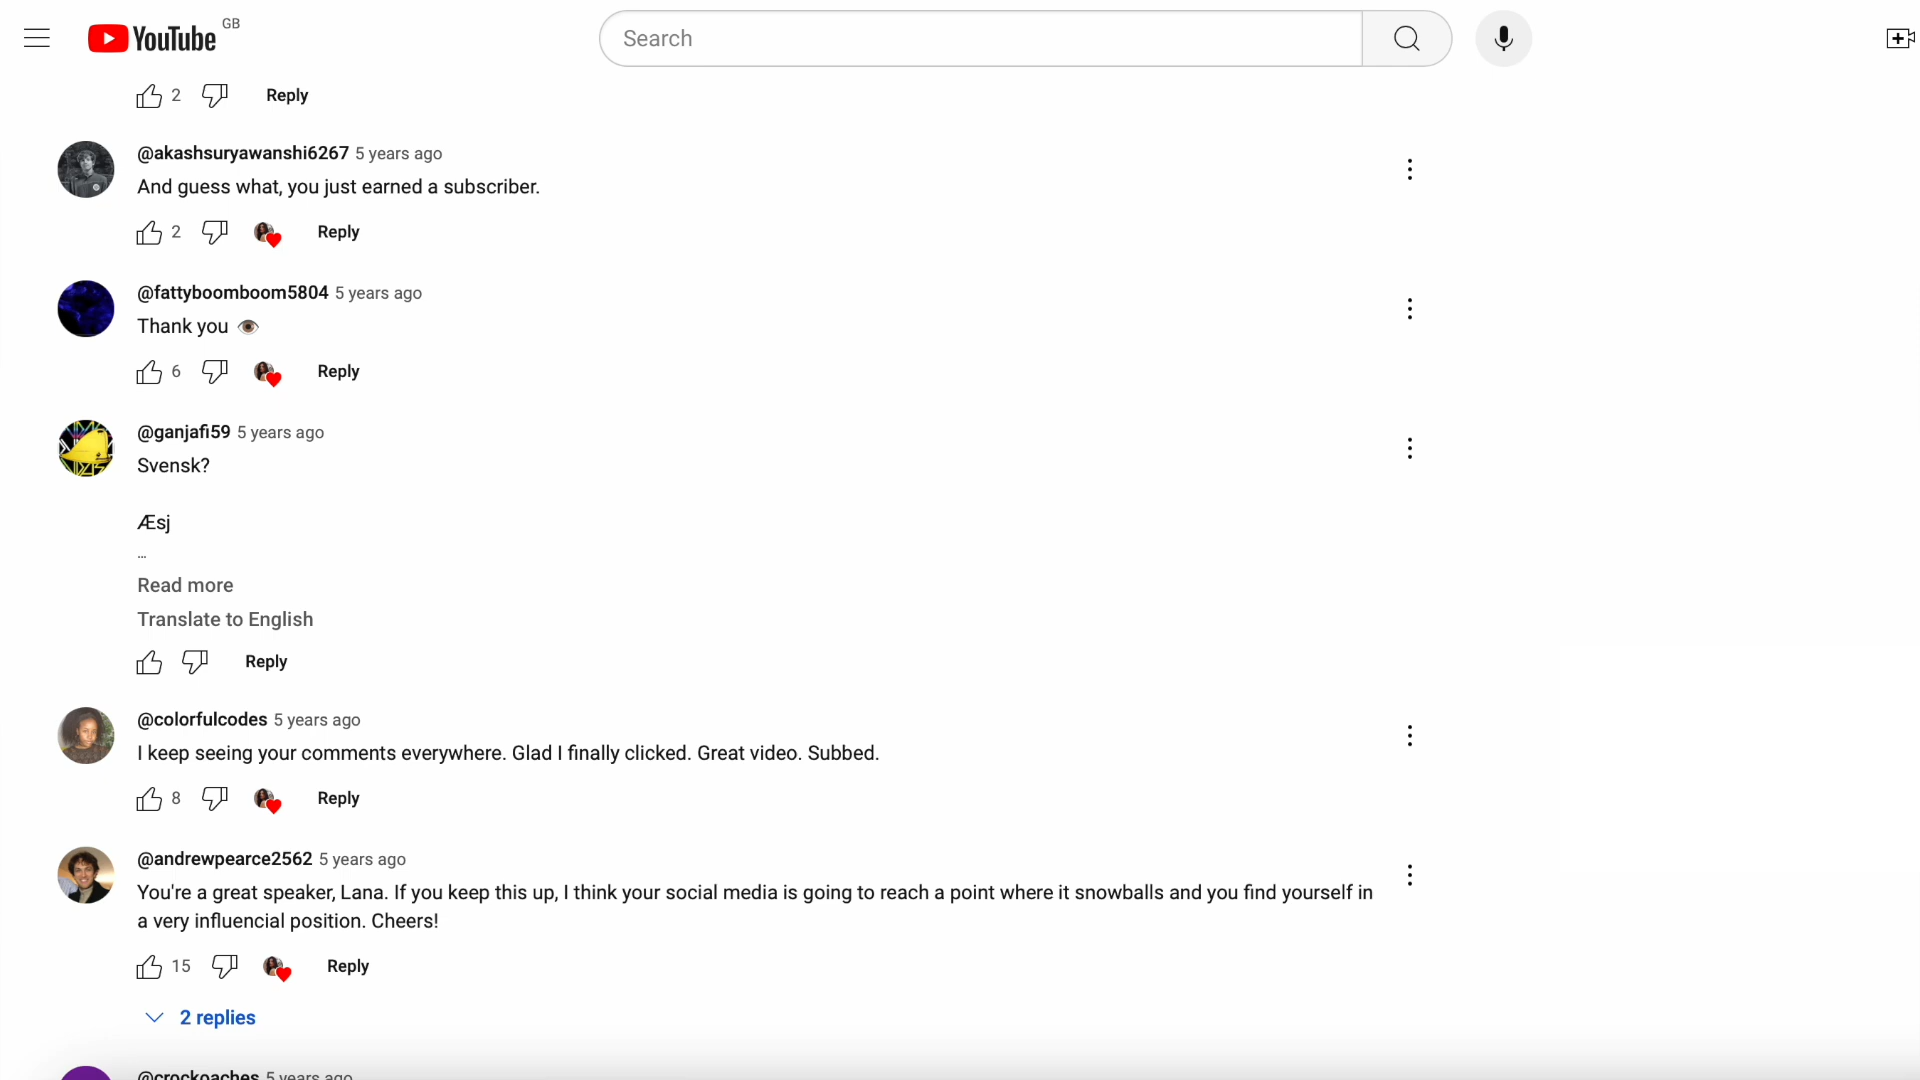 YouTube GB
Search
2 Reply
@akashsuryawanshi6267 5 years ago
And guess what, you just earned a subscriber.
2 Reply
@fattyboomboom5804 5 years ago
Thank you 👁
6 Reply
@ganjafi59 5 years ago
Svensk?
Æsj
...
Read more
Translate to English
Reply
@colorfulcodes 5 years ago
I keep seeing your comments everywhere. Glad I finally clicked. Great video. Subbed.
8 Reply
@andrewpearce2562 5 years ago
You're a great speaker, Lana. If you keep this up, I think your social media is going to reach a point where it snowballs and you find yourself in
a very influencial position. Cheers!
15 Reply
2 replies
@crockoaches 5 years ago